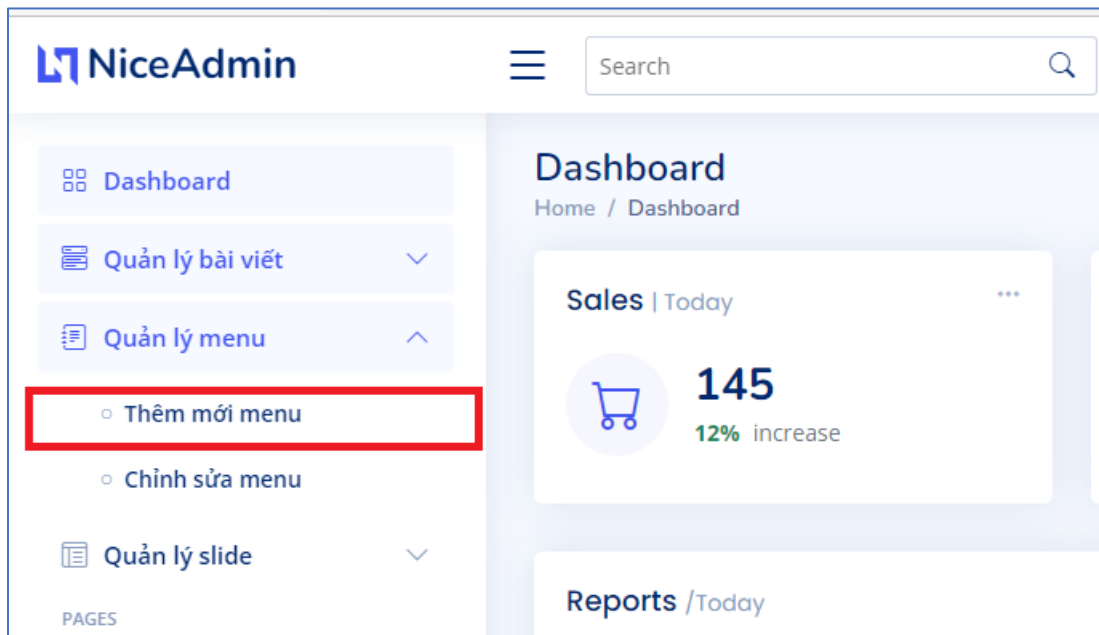 NiceAdmin
Search
Dashboard
Quản lý bài viết
Quản lý menu
Thêm mới menu
Chỉnh sửa menu
Quản lý slide
PAGES
Dashboard
Home / Dashboard
Sales | Today
145
12% increase
Reports /Today